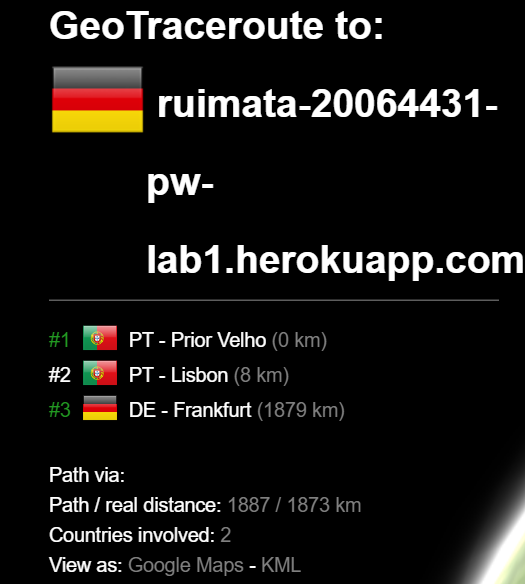 GeoTraceroute to:
ruimata-20064431-
pw-
lab1.herokuapp.com
#1 PT - Prior Velho (0 km)
#2 PT - Lisbon (8 km)
#3 DE - Frankfurt (1879 km)
Path via:
Path / real distance: 1887 / 1873 km
Countries involved: 2
View as: Google Maps - KML